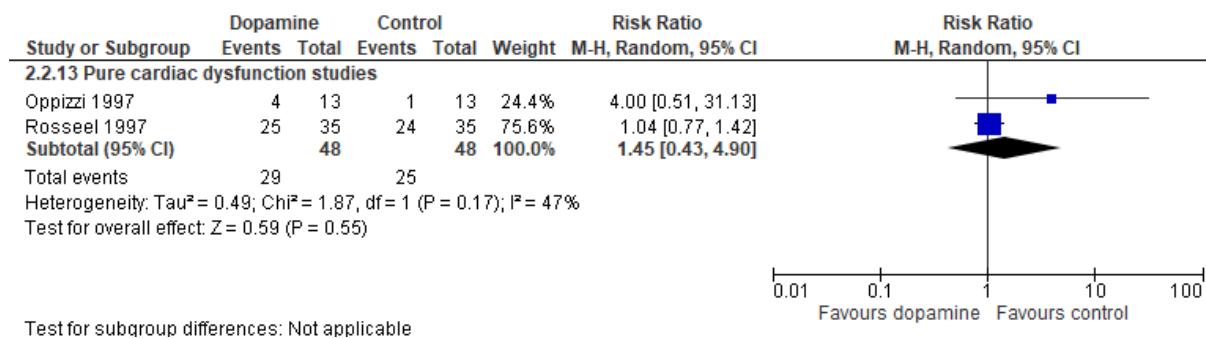 Dopamine Control Risk Ratio Risk Ratio
Study or Subgroup Events Total Events Total Weight M-H, Random, 95% CI M-H, Random, 95% CI
2.2.13 Pure cardiac dysfunction studies
Oppizzi 1997 4 13 1 13 24.4% 4.00 [0.51, 31.13]
Rosseel 1997 25 35 24 35 75.6% 1.04 [0.77, 1.42]
Subtotal (95% CI) 48 48 100.0% 1.45 [0.43, 4.90]
Total events 29 25
Heterogeneity: Tau² = 0.49; Chi² = 1.87, df = 1 (P = 0.17); I² = 47%
Test for overall effect: Z = 0.59 (P = 0.55)
0.01 0.1 1 10 100
Favours dopamine Favours control
Test for subgroup differences: Not applicable